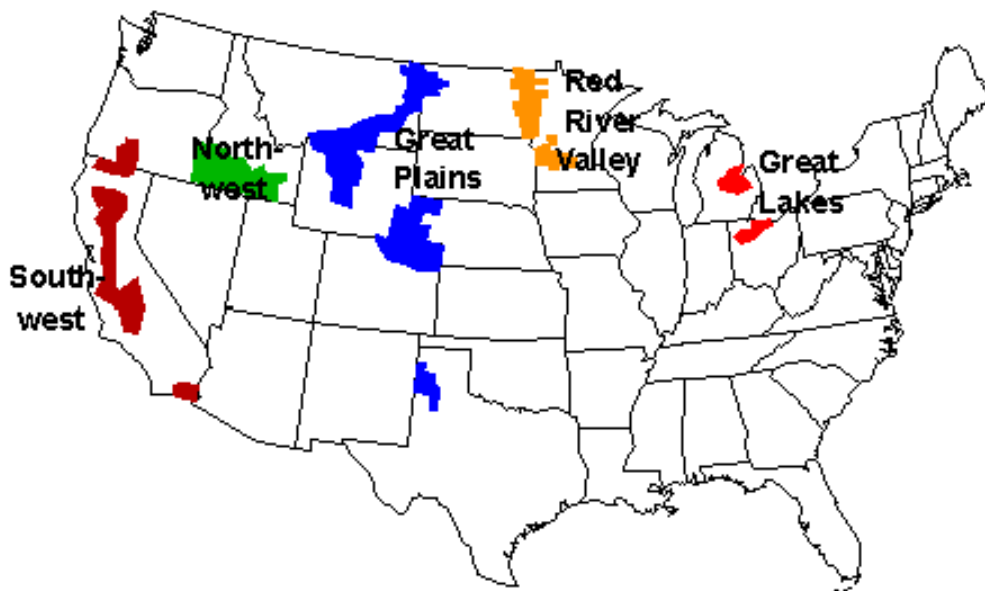 North-
west
Great
Plains
Red
River
Valley
Great
Lakes
South-
west